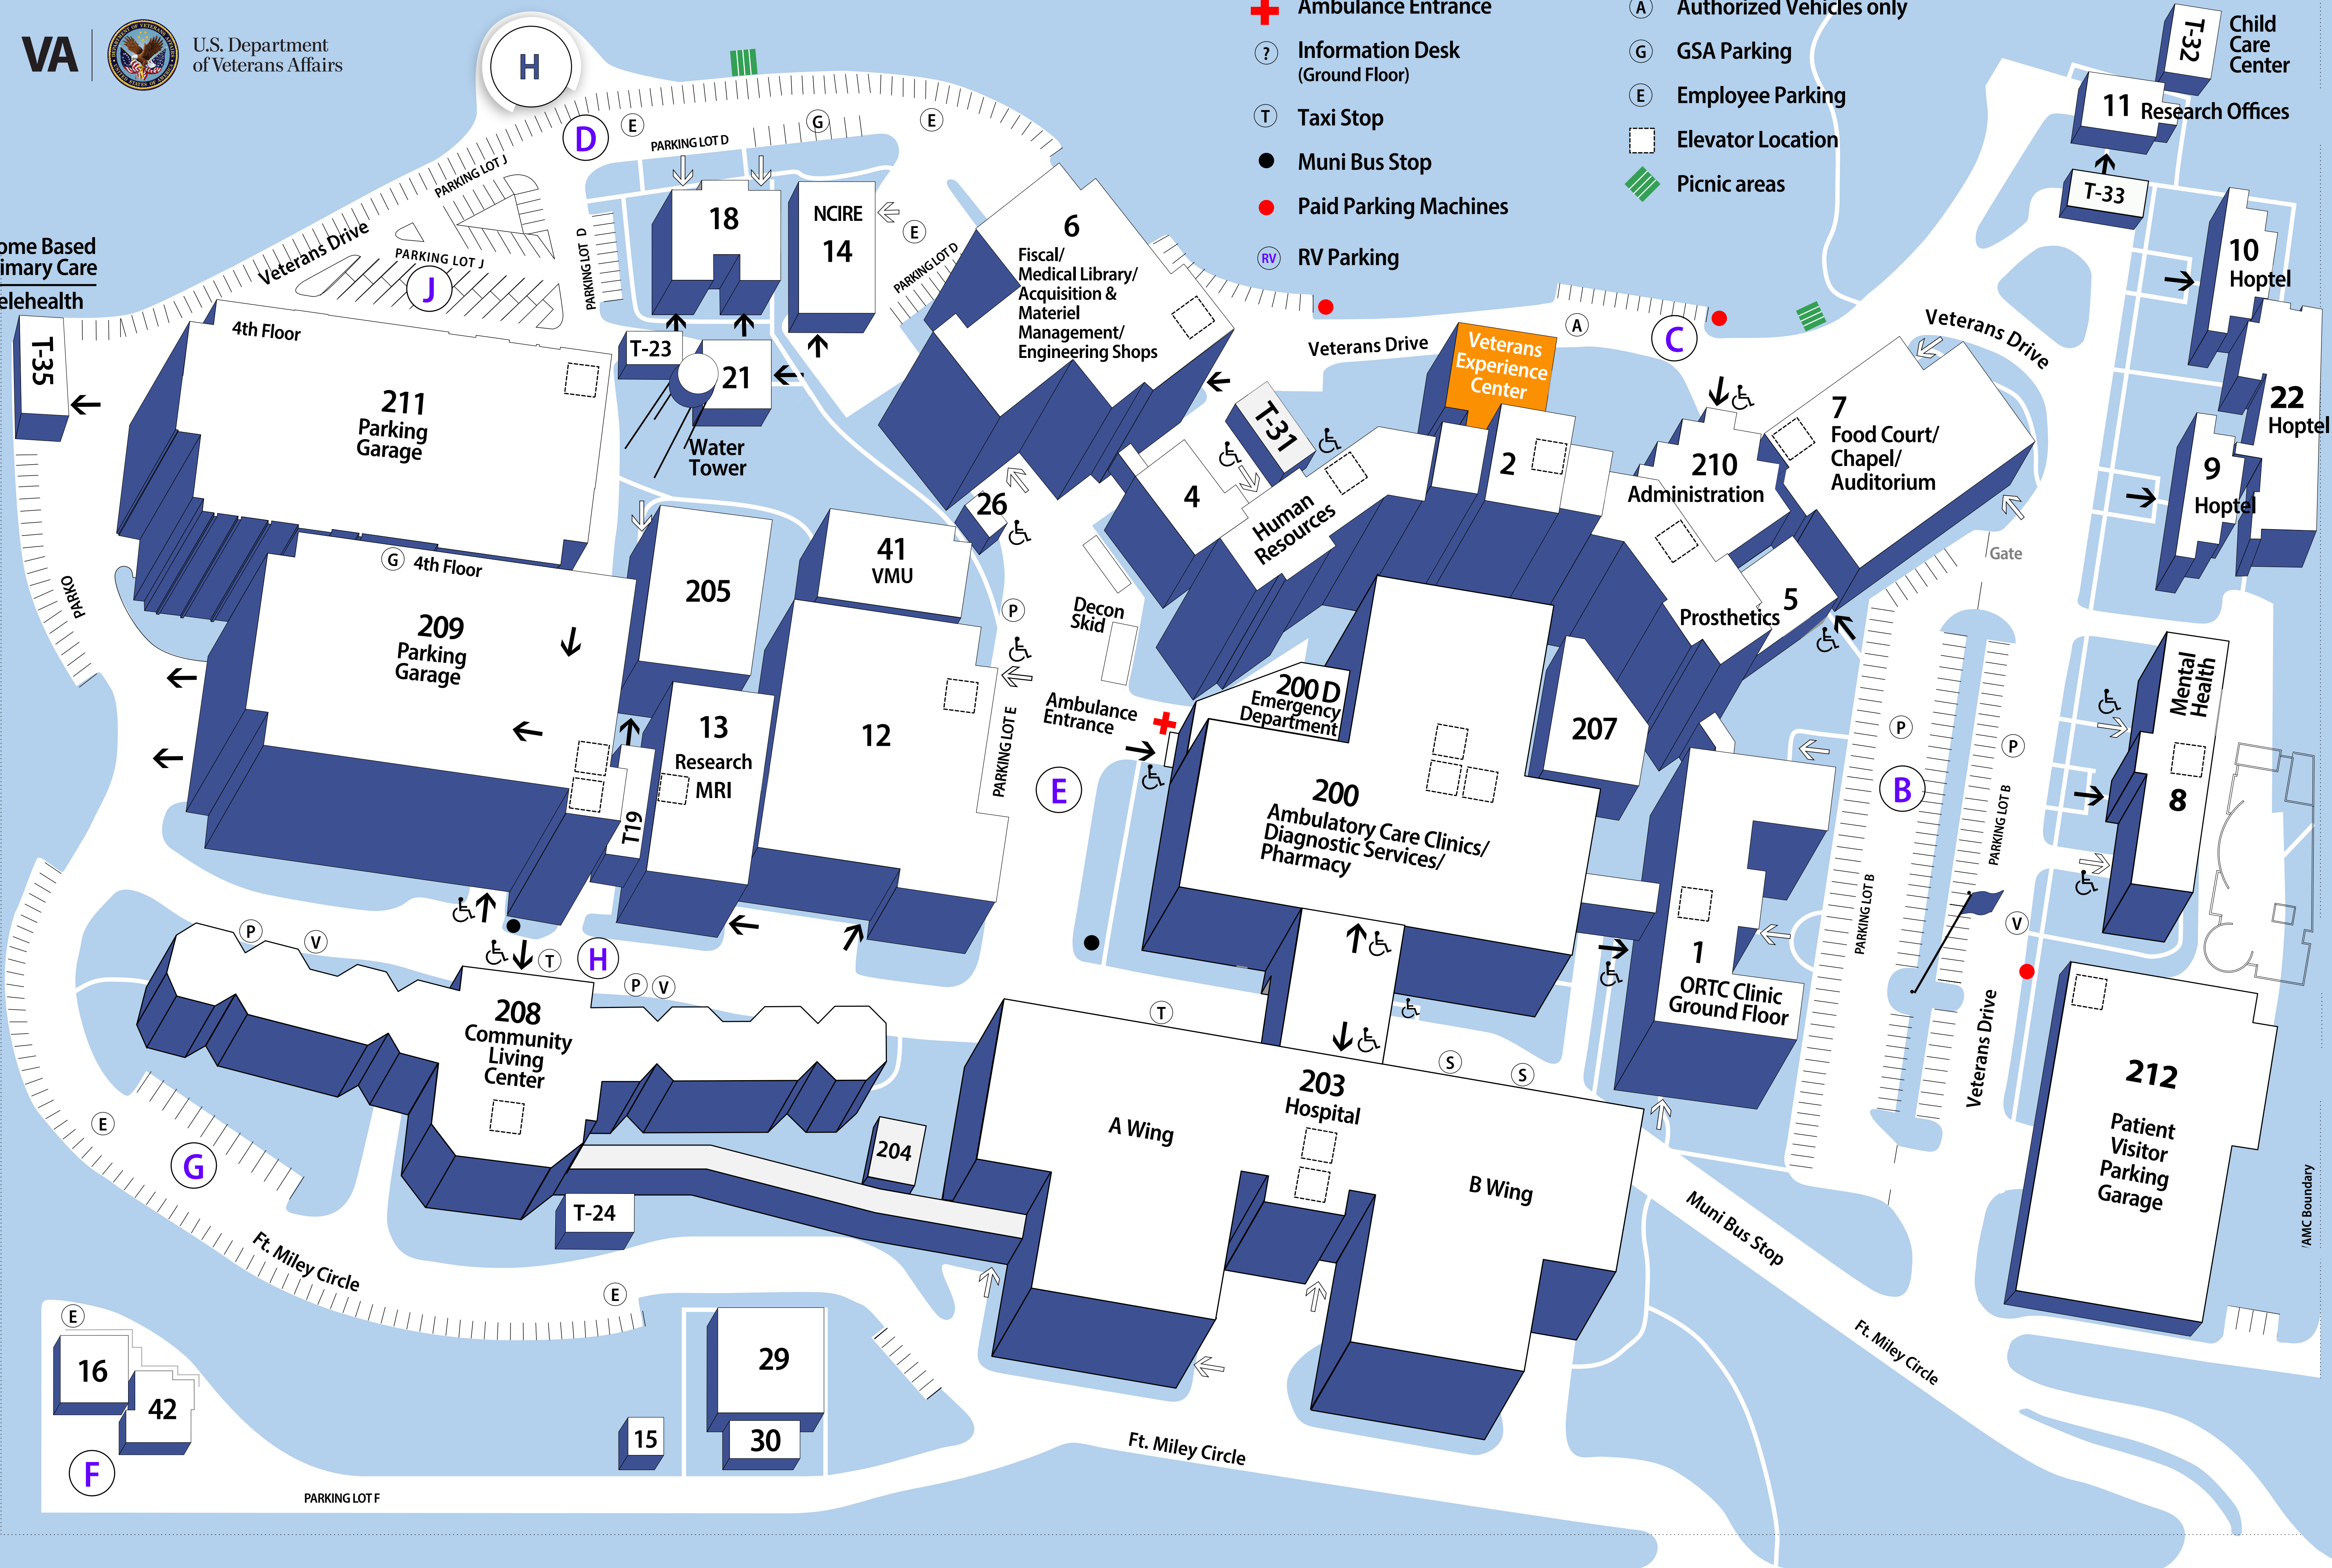 VA
U.S. Department
of Veterans Affairs
H
Ambulance Entrance
? Information Desk
(Ground Floor)
T Taxi Stop
Muni Bus Stop
Paid Parking Machines
RV RV Parking
A Authorized Vehicles only
G GSA Parking
E Employee Parking
Elevator Location
Picnic areas
T-32
Child
Care
Center
11 Research Offices
T-33
10
Hoptel
22
Hoptel
9
Hoptel
D
E
G
E
PARKING LOT D
PARKING LOT J
Veterans Drive
PARKING LOT J
J
PARKING LOT D
18
NCIRE
14
E
PARKING LOT D
6
Fiscal/
Medical Library/
Acquisition &
Materiel
Management/
Engineering Shops
ome Based
imary Care
elehealth
T-35
4th Floor
211
Parking
Garage
T-23
21
Water
Tower
Veterans Drive
Veterans
Experience
Center
A
C
Veterans Drive
T-31
2
210
Administration
7
Food Court/
Chapel/
Auditorium
4
Human
Resources
26
41
VMU
205
G 4th Floor
209
Parking
Garage
PARKO
P
Decon
Skid
Prosthetics
5
Gate
Mental
Health
8
200 D
Emergency
Department
Ambulance
Entrance
207
P
P
B
PARKING LOT B
PARKING LOT B
13
Research
MRI
12
PARKING LOT E
E
T19
200
Ambulatory Care Clinics/
Diagnostic Services/
Pharmacy
1
ORTC Clinic
Ground Floor
V
Veterans Drive
P
V
T
H
P
V
208
Community
Living
Center
T
S
S
203
Hospital
A Wing
B Wing
212
Patient
Visitor
Parking
Garage
E
G
204
T-24
Muni Bus Stop
AMC Boundary
Ft. Miley Circle
E
E
16
42
F
29
15
30
Ft. Miley Circle
Ft. Miley Circle
PARKING LOT F